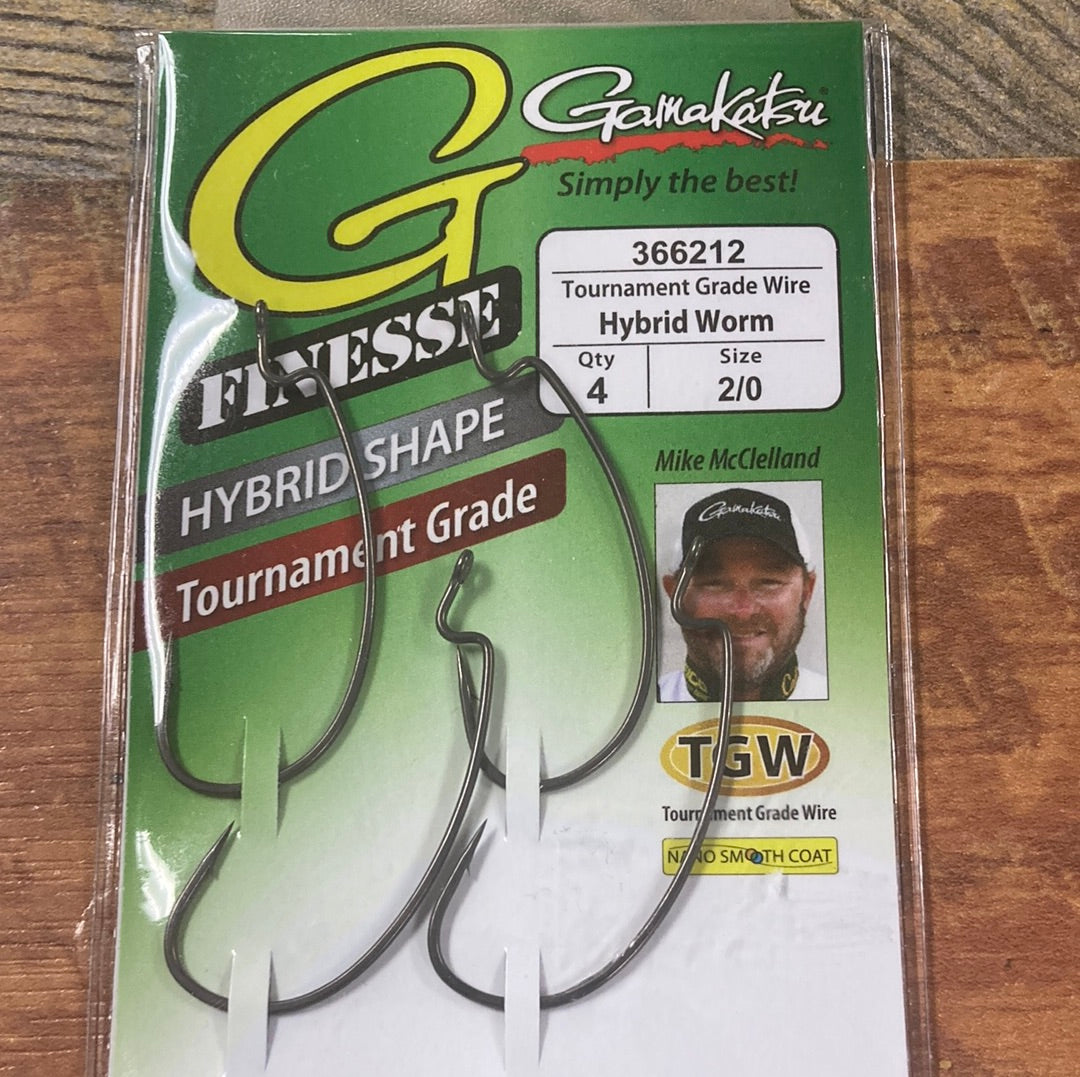 G
Gamakatsu®
Simply the best!
366212
Tournament Grade Wire
Hybrid Worm
Qty
4
Size
2/0
FINESSE
HYBRID SHAPE
Tournament Grade
Mike McClelland
Gamakatsu
TGW
Tournament Grade Wire
NANO SMOOTH COAT